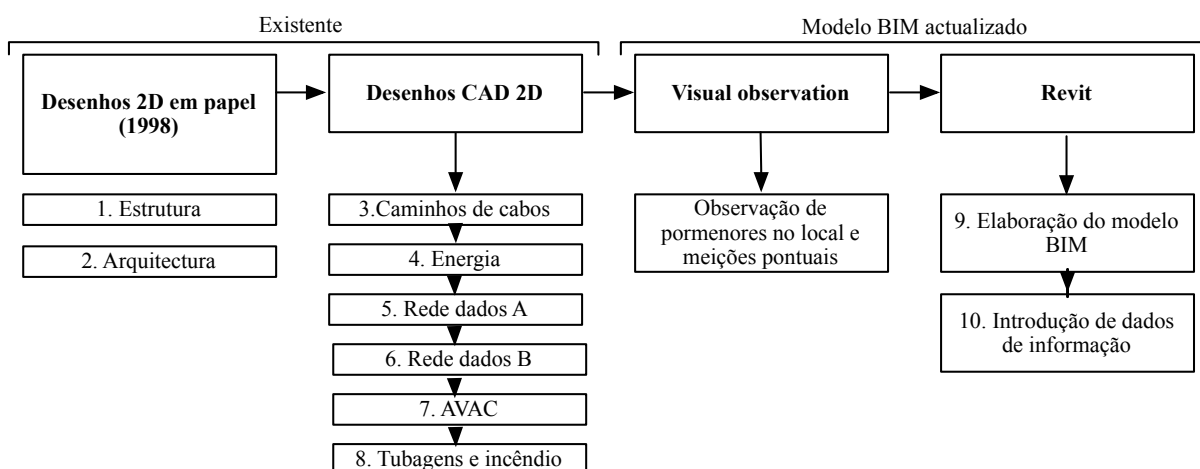 Existente
Modelo BIM actualizado
Desenhos 2D em papel
(1998)
Desenhos CAD 2D
Visual observation
Revit
1. Estrutura
2. Arquitectura
3.Caminhos de cabos
4. Energia
5. Rede dados A
6. Rede dados B
7. AVAC
8. Tubagens e incêndio
Observação de
pormenores no local e
meições pontuais
9. Elaboração do modelo
BIM
10. Introdução de dados
de informação